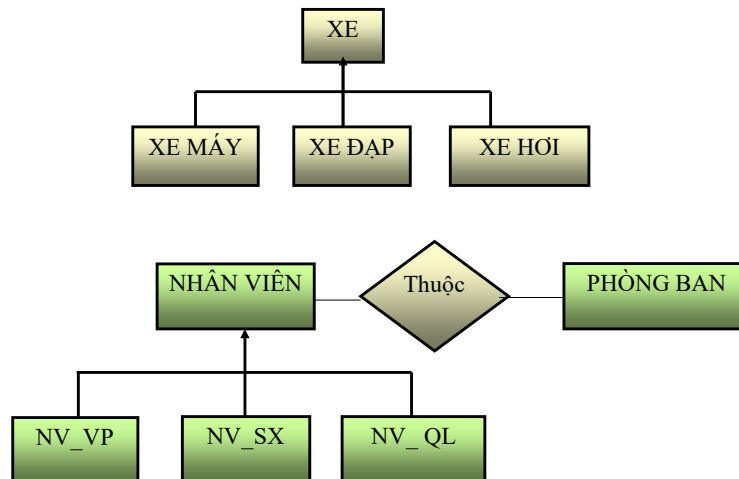 XE
XE MÁY
XE ĐẠP
XE HƠI
NHÂN VIÊN
Thuộc
PHÒNG BAN
NV_VP
NV_SX
NV_ QL